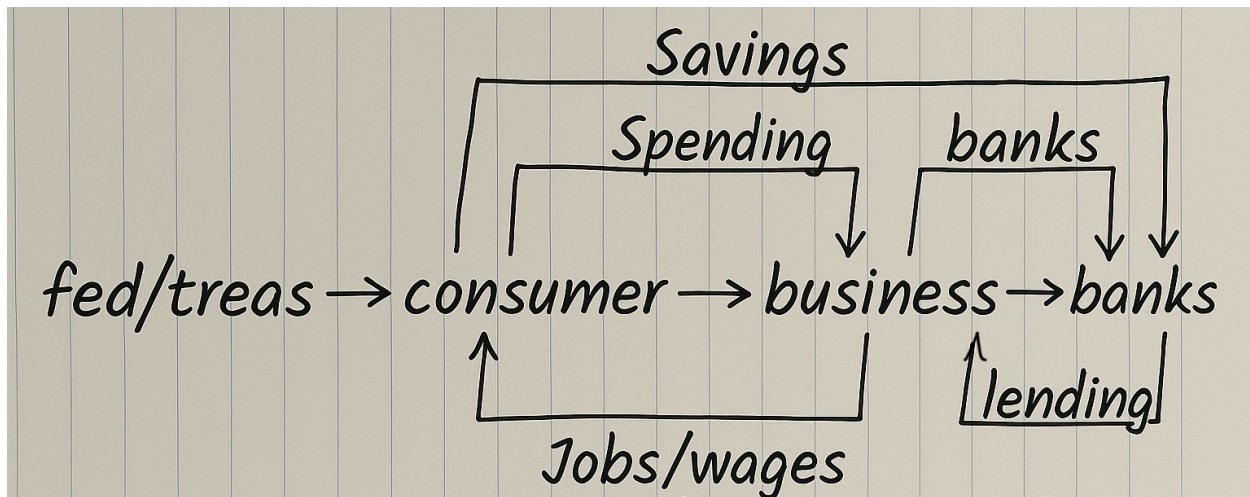 Savings
Spending banks
fed/treas → consumer → business → banks
lending
Jobs/wages